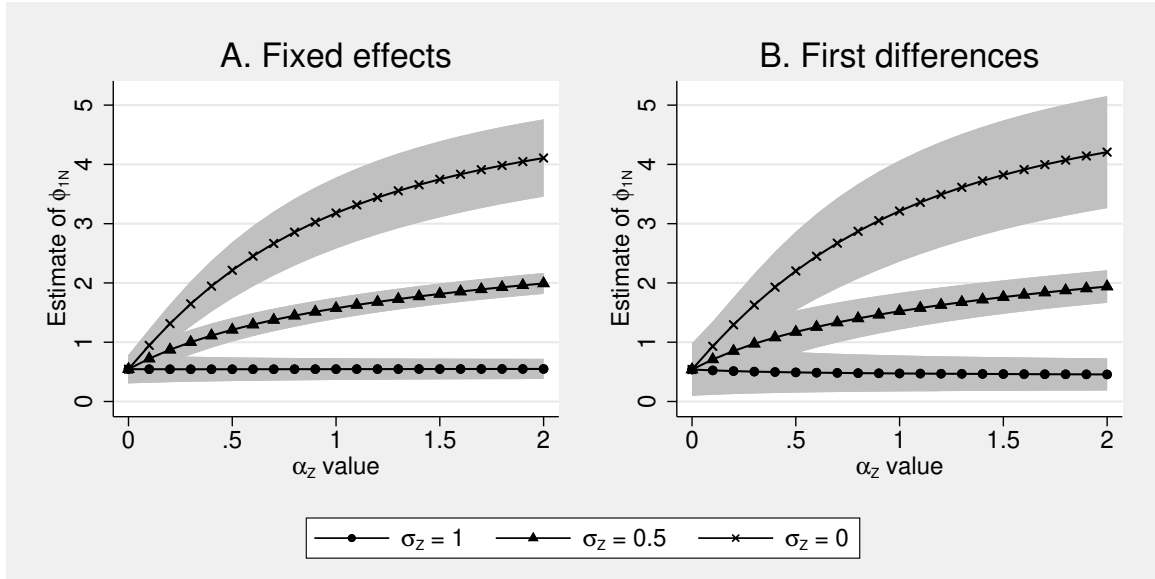 A. Fixed effects
Estimate of ϕ1N
5
4
3
2
1
0
0 .5 1 1.5 2
αZ value
B. First differences
Estimate of ϕ1N
5
4
3
2
1
0
0 .5 1 1.5 2
αZ value
σZ = 1 σZ = 0.5 σZ = 0